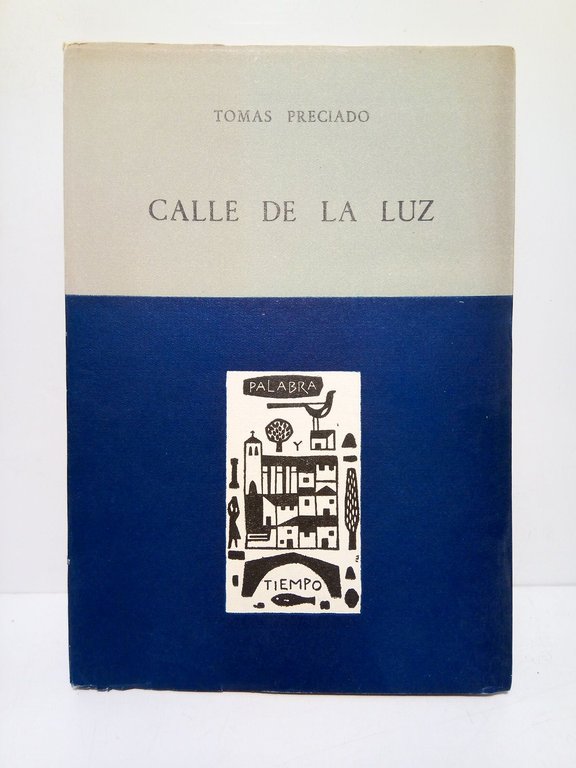 TOMAS PRECIADO
CALLE DE LA LUZ
PALABRA
Y
TIEMPO